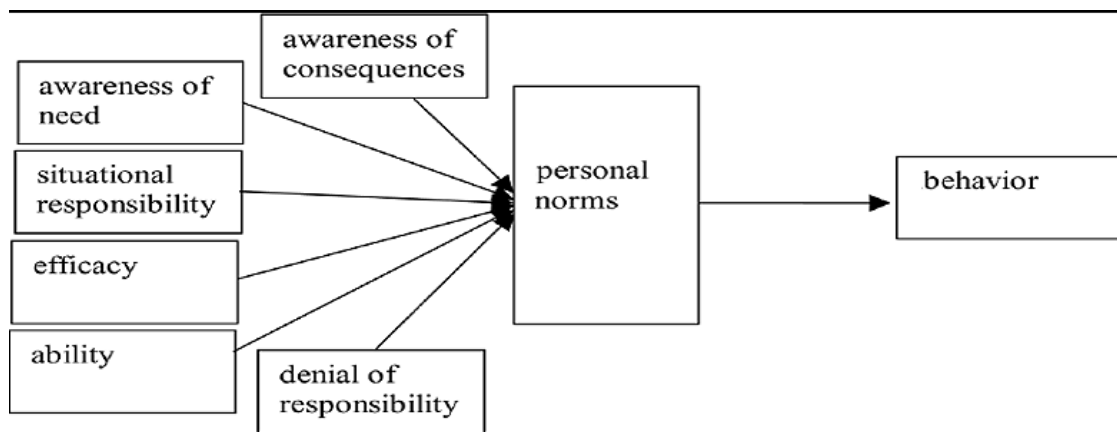 awareness of
consequences
awareness of
need
situational
responsibility
efficacy
ability
denial of
responsibility
personal
norms
behavior